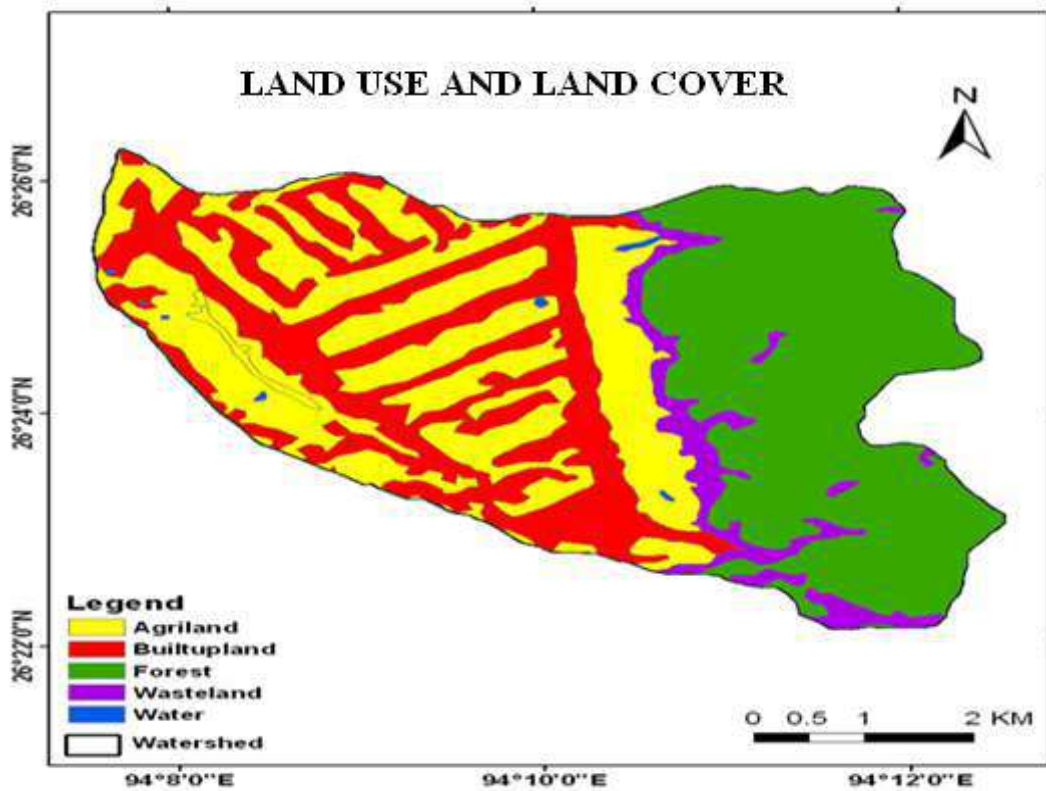 LAND USE AND LAND COVER
N
26°26'0"N
26°24'0"N
26°22'0"N
Legend
Agriland
Builtupland
Forest
Wasteland
Water
Watershed
0 0.5 1 2 KM
94°8'0"E 94°10'0"E 94°12'0"E